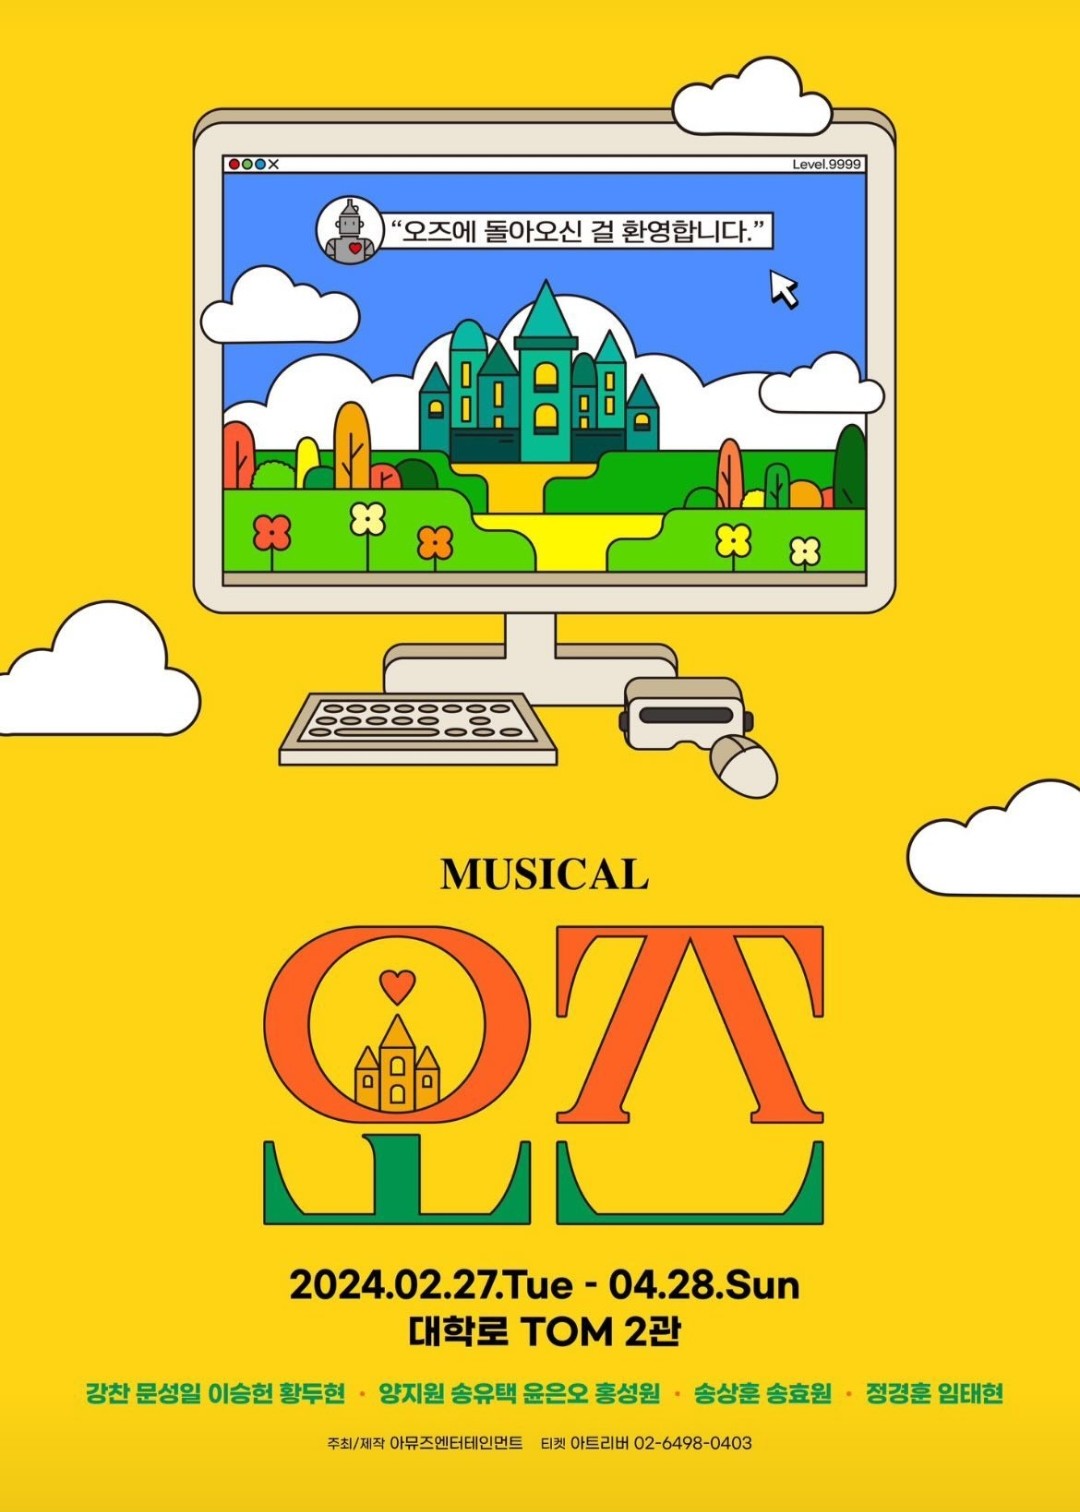 Level.9999
“오즈에 돌아오신 걸 환영합니다.”
MUSICAL
오즈
2024.02.27.Tue - 04.28.Sun
대학로 TOM 2관
강찬 문성일 이승헌 황두현 · 양지원 송유택 윤은오 홍성원 · 송상훈 송효원 · 정경훈 임태현
주최/제작 아뮤즈엔터테인먼트 티켓 아트리버 02-6498-0403